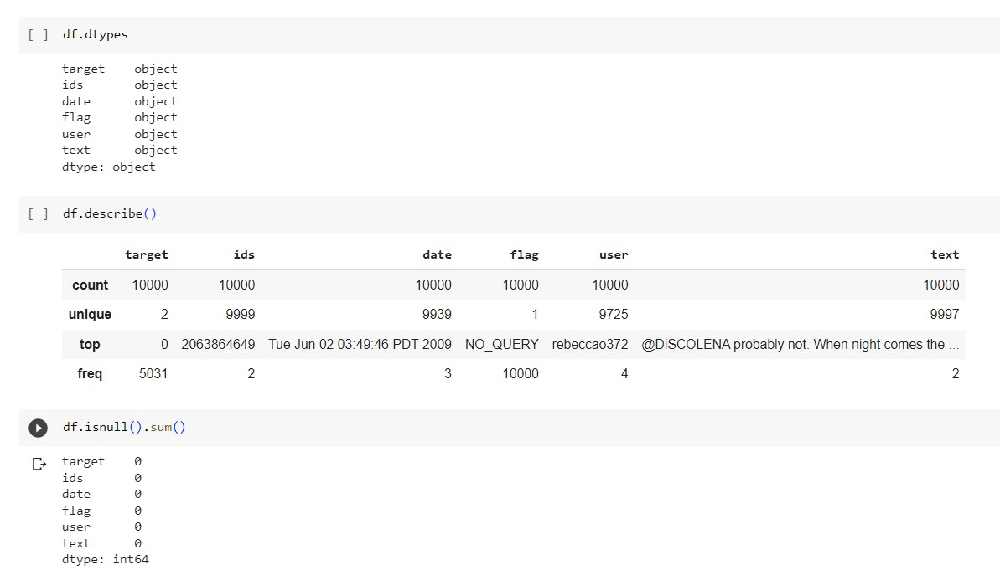 [ ] df.dtypes
target object
ids object
date object
flag object
user object
text object
dtype: object
[ ] df.describe()
target ids date flag user text
count 10000 10000 10000 10000 10000 10000
unique 2 9999 9939 1 9725 9997
top 0 2063864649 Tue Jun 02 03:49:46 PDT 2009 NO_QUERY rebeccao372 @DiSCOLENA probably not. When night comes the ...
freq 5031 2 3 10000 4 2
df.isnull().sum()
target 0
ids 0
date 0
flag 0
user 0
text 0
dtype: int64